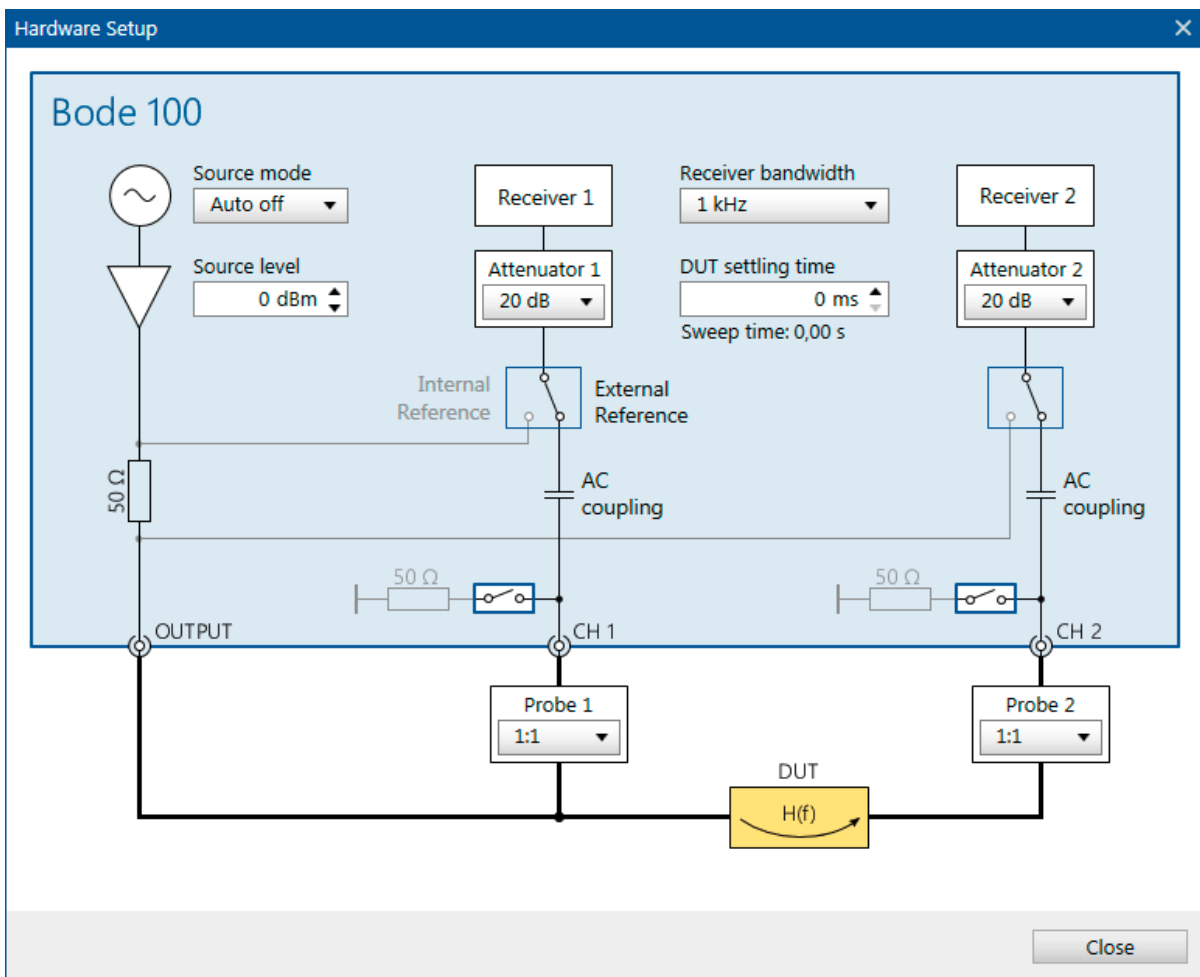 Hardware Setup
Bode 100
Source mode
Auto off
Source level
0 dBm
Receiver 1
Attenuator 1
20 dB
Receiver bandwidth
1 kHz
DUT settling time
0 ms
Sweep time: 0,00 s
Receiver 2
Attenuator 2
20 dB
Internal
Reference
External
Reference
50 Ω
AC
coupling
AC
coupling
50 Ω
50 Ω
OUTPUT
CH 1
CH 2
Probe 1
1:1
Probe 2
1:1
DUT
H(f)
Close